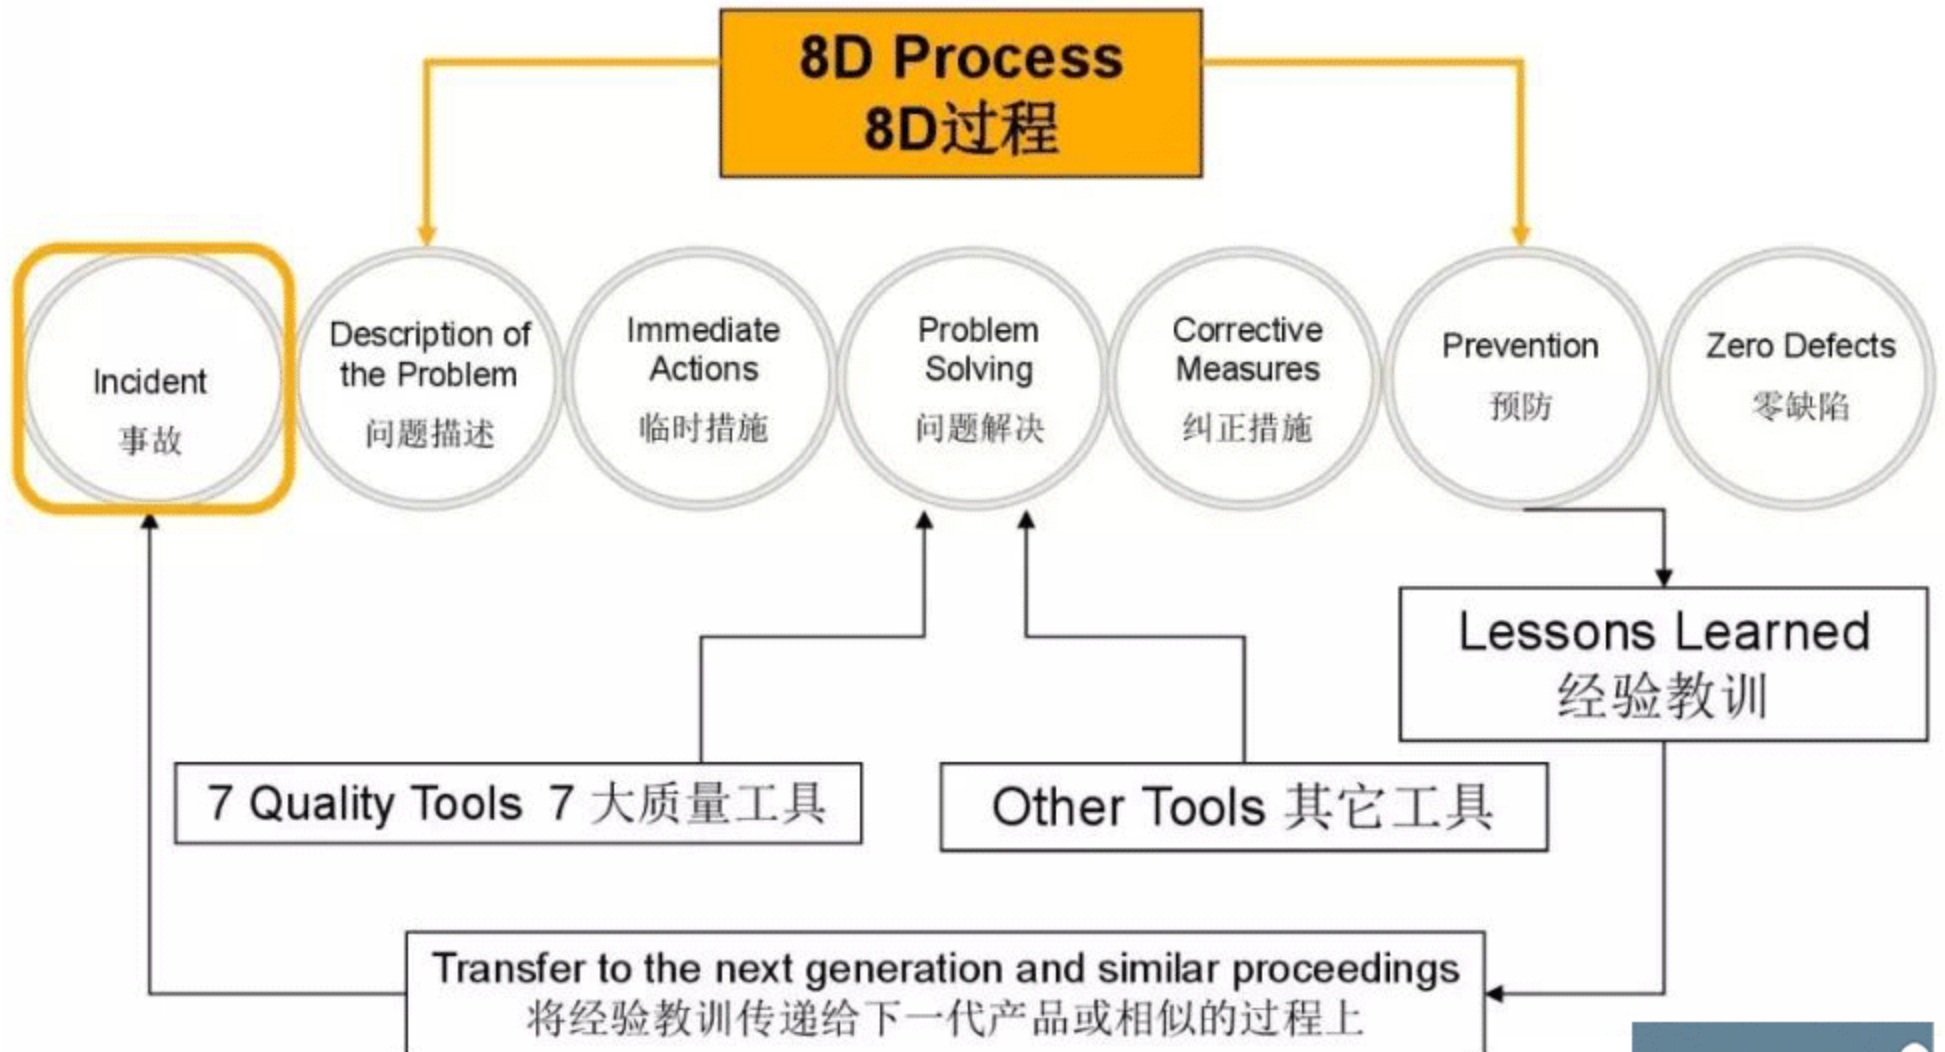 8D Process
8D过程
Incident
事故
Description of
the Problem
问题描述
Immediate
Actions
临时措施
Problem
Solving
问题解决
Corrective
Measures
纠正措施
Prevention
预防
Zero Defects
零缺陷
Lessons Learned
经验教训
7 Quality Tools 7 大质量工具
Other Tools 其它工具
Transfer to the next generation and similar proceedings
将经验教训传递给下一代产品或相似的过程上